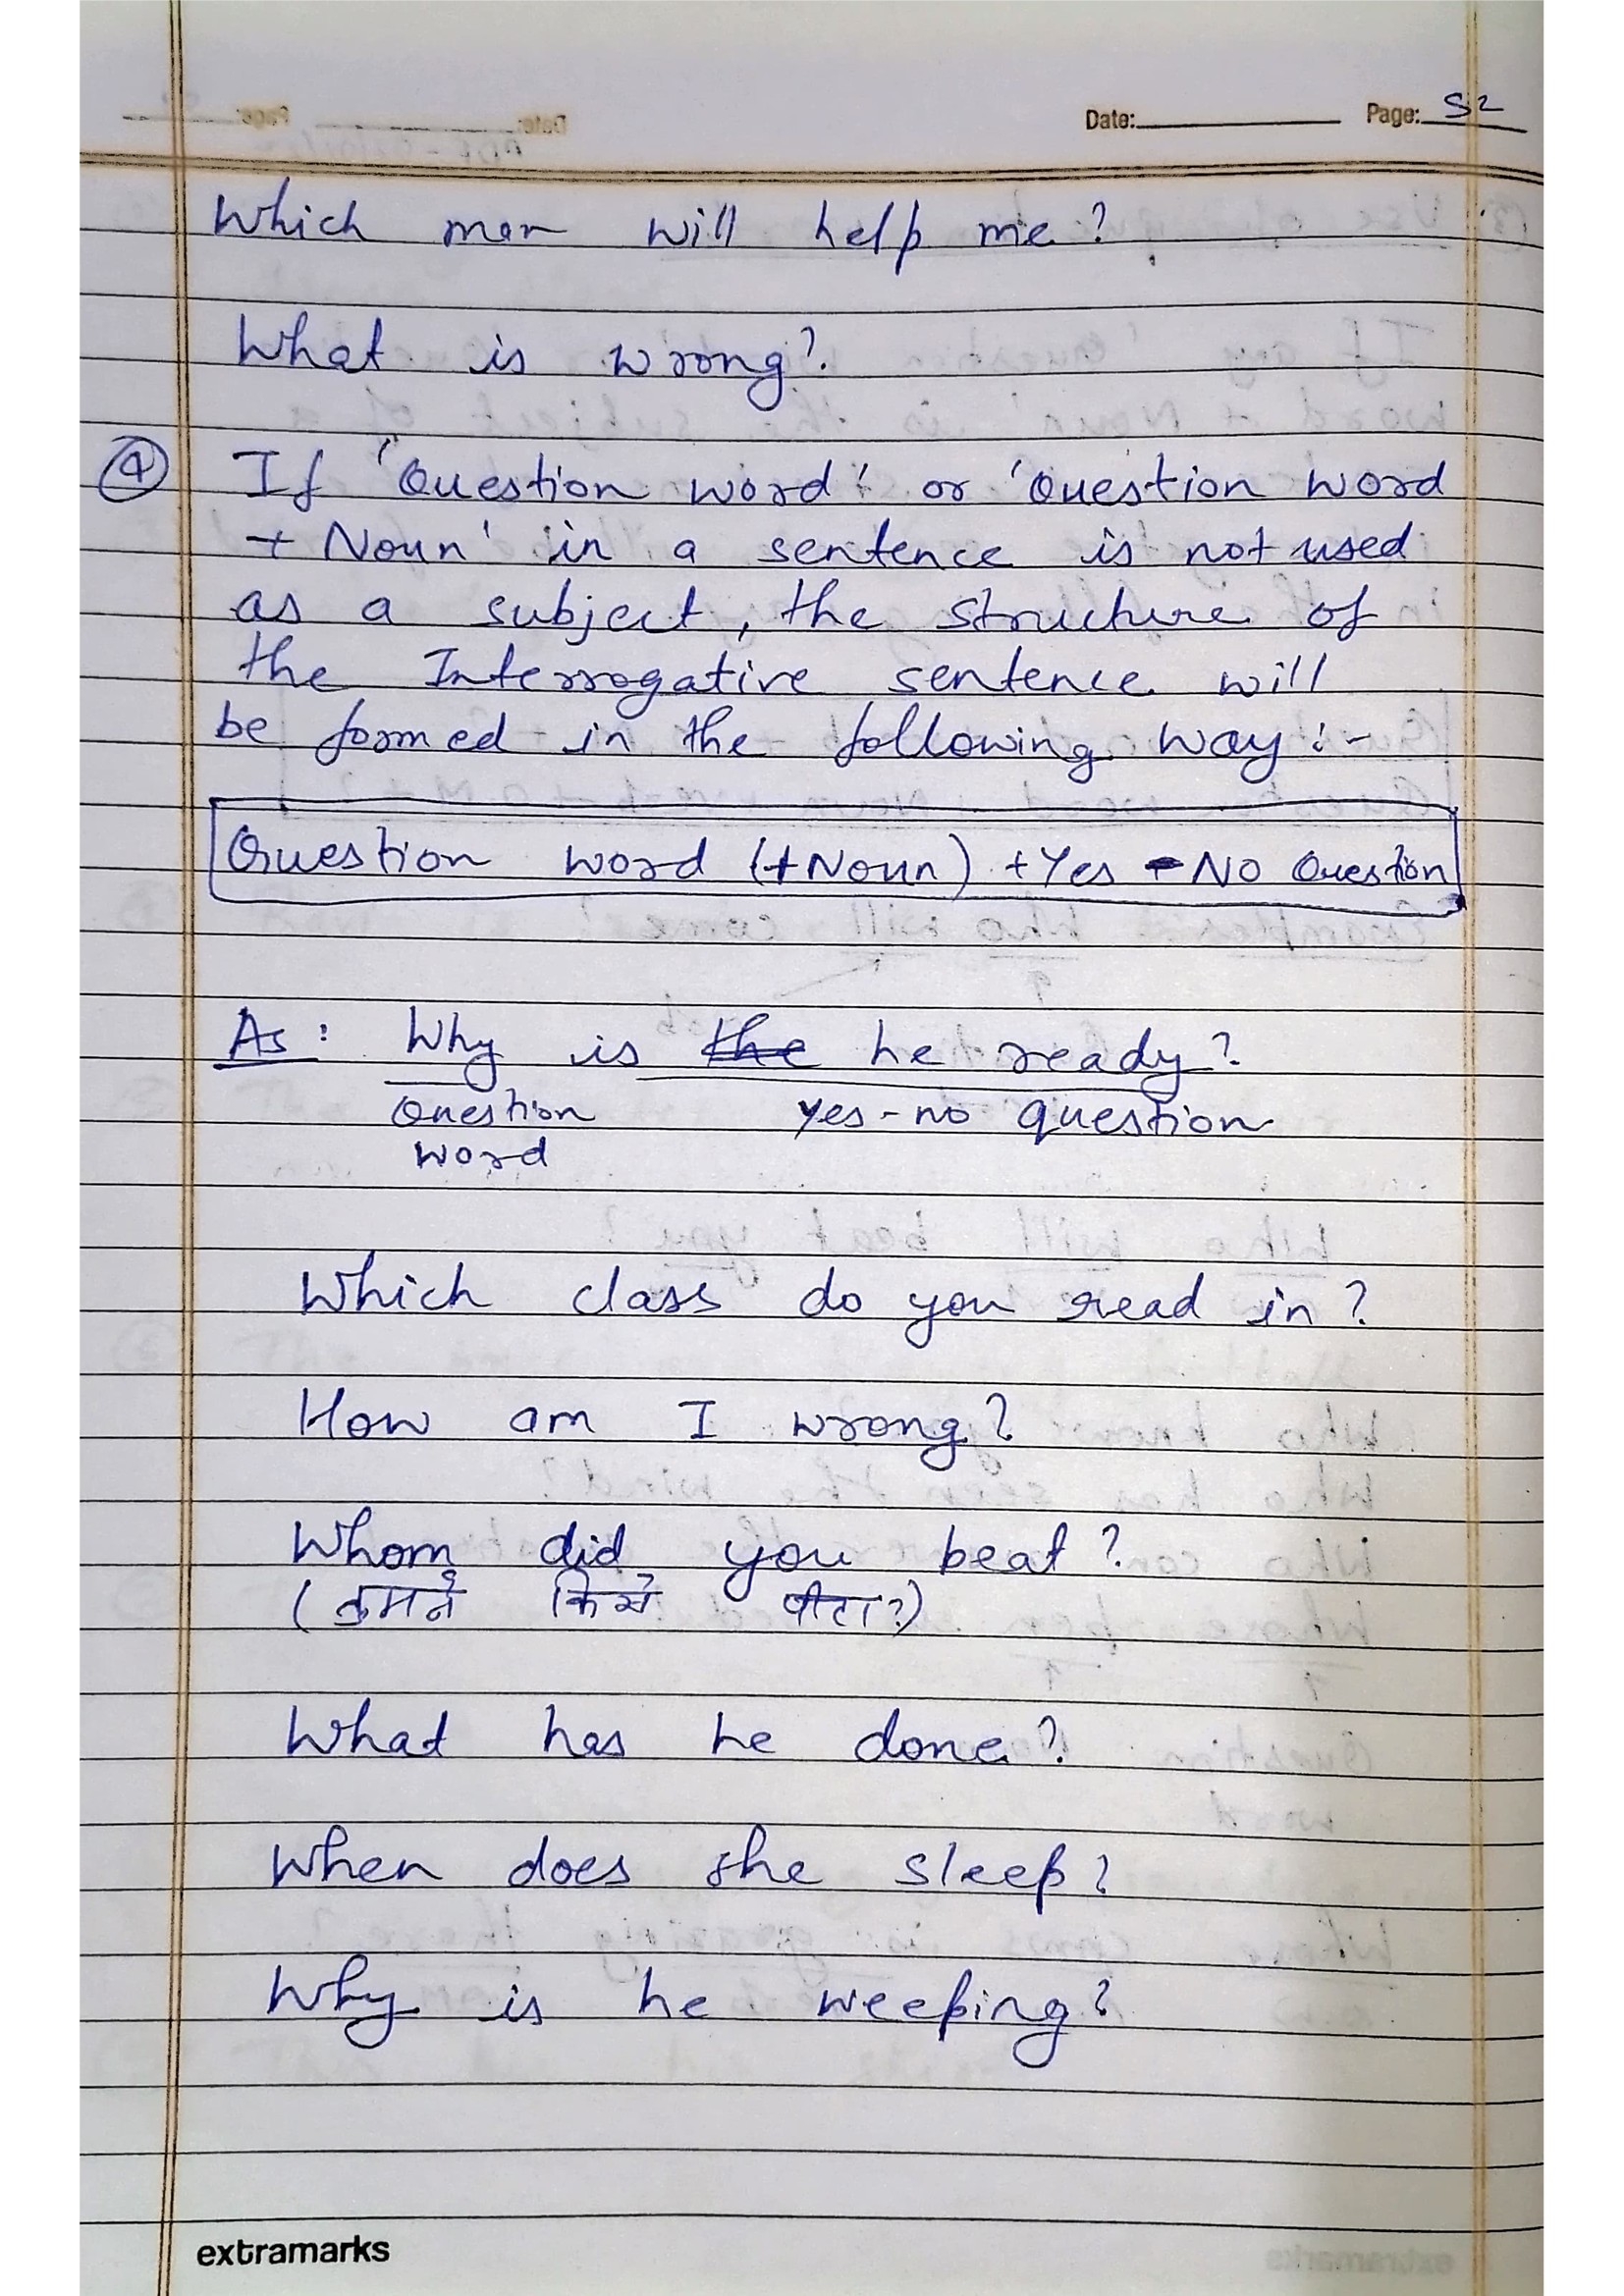 Date: Page: 52
Which man will help me?
What is wrong?
④ If 'Question word' or 'Question word
+ Noun' in a sentence is not used
as a subject, the structure of
the Interrogative sentence will
be formed in the following way :-
Question word (+Noun) + Yes - No Question
As : Why is the he ready?
Question yes-no question
word
Which class do you read in?
How am I wrong?
Whom did you beat?
(तुमने किसे पीटा?)
What has he done?
When does she sleep?
Why is he weeping?
extramarks